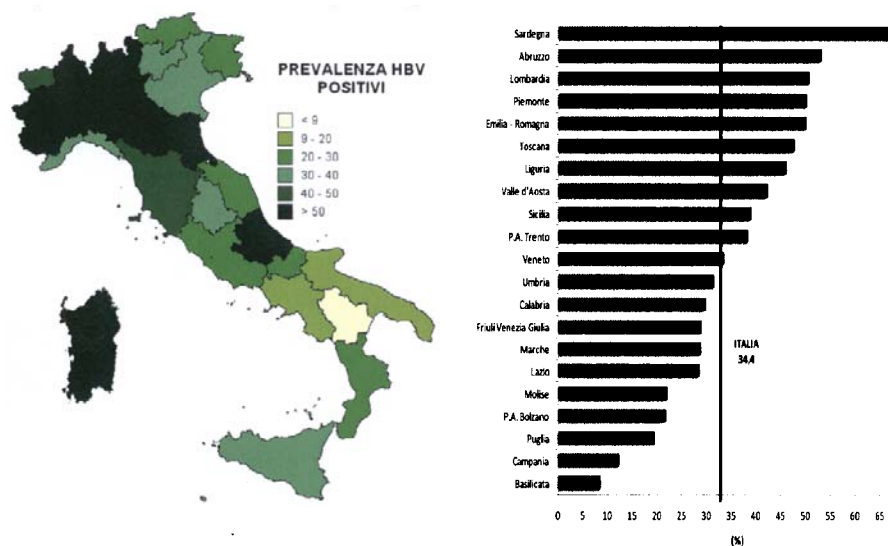 PREVALENZA HBV
POSITIVI
< 9
9 - 20
20 - 30
30 - 40
40 - 50
> 50
Sardegna
Abruzzo
Lombardia
Piemonte
Emilia - Romagna
Toscana
Liguria
Valle d'Aosta
Sicilia
P.A. Trento
Veneto
Umbria
Calabria
Friuli Venezia Giulia
Marche
Lazio
Molise
P.A. Bolzano
Puglia
Campania
Basilicata
ITALIA
34,4
0 5 10 15 20 25 30 35 40 45 50 55 60 65
(%)